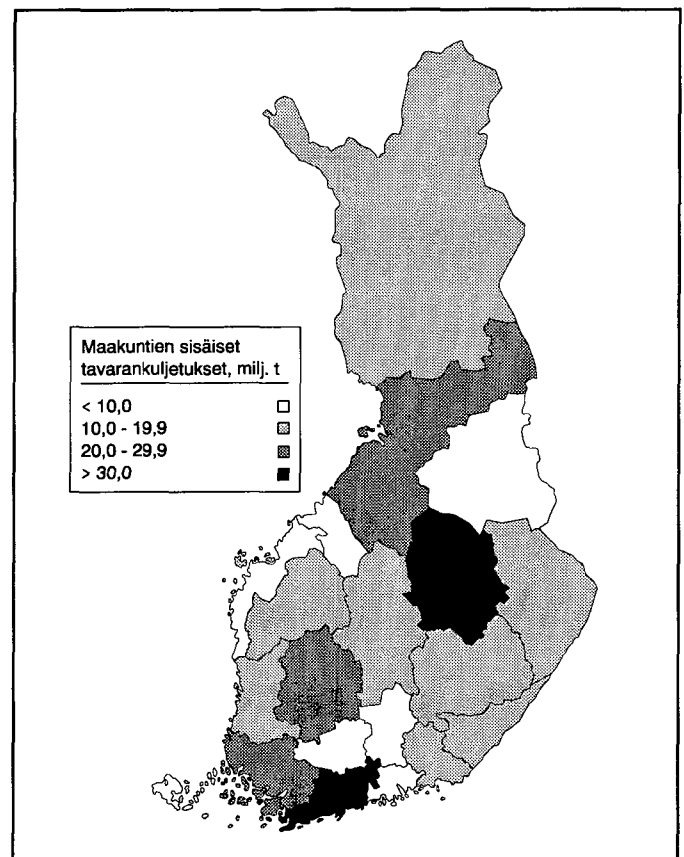 Maakuntien sisäiset
tavarankuljetukset, milj. t
< 10,0
10,0 - 19,9
20,0 - 29,9
> 30,0